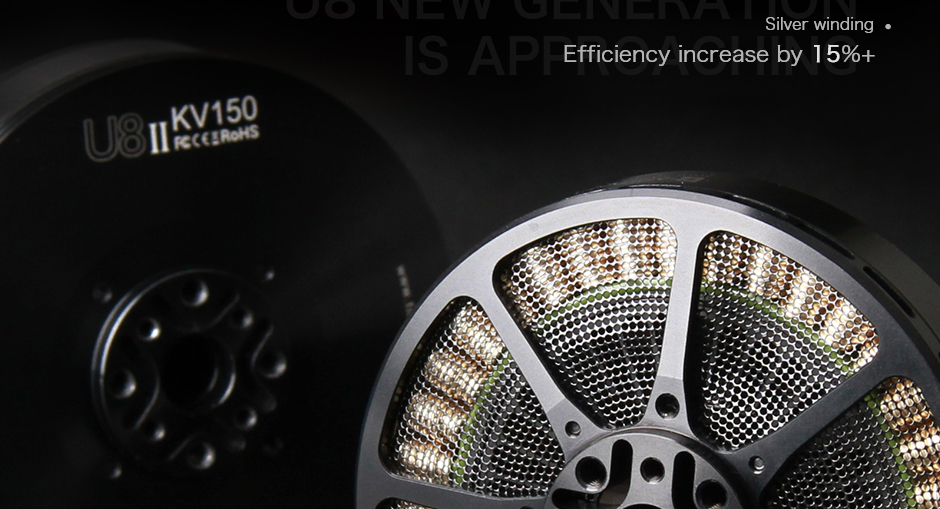 U8 NEW GENERATION
IS APPROACHING
Silver winding
Efficiency increase by 15%+
U8 II KV150
FC CE RoHS